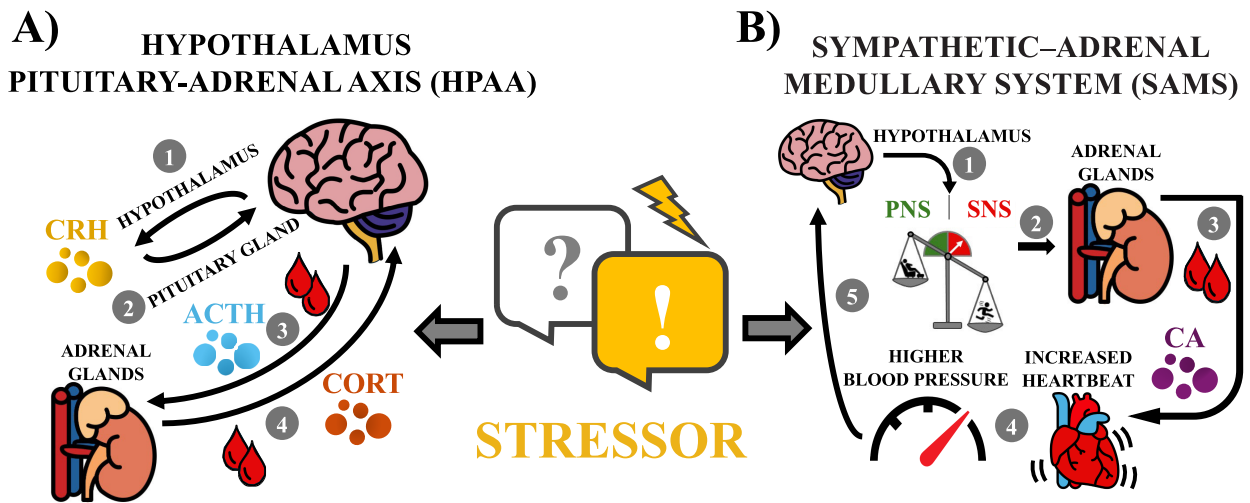 A)
HYPOTHALAMUS
PITUITARY-ADRENAL AXIS (HPAA)
1
HYPOTHALAMUS
CRH
PITUITARY GLAND
2
ACTH
3
ADRENAL
GLANDS
CORT
4
?
!
STRESSOR
B)
SYMPATHETIC–ADRENAL
MEDULLARY SYSTEM (SAMS)
HYPOTHALAMUS
1
PNS
SNS
2
ADRENAL
GLANDS
3
CA
INCREASED
HEARTBEAT
4
HIGHER
BLOOD PRESSURE
5